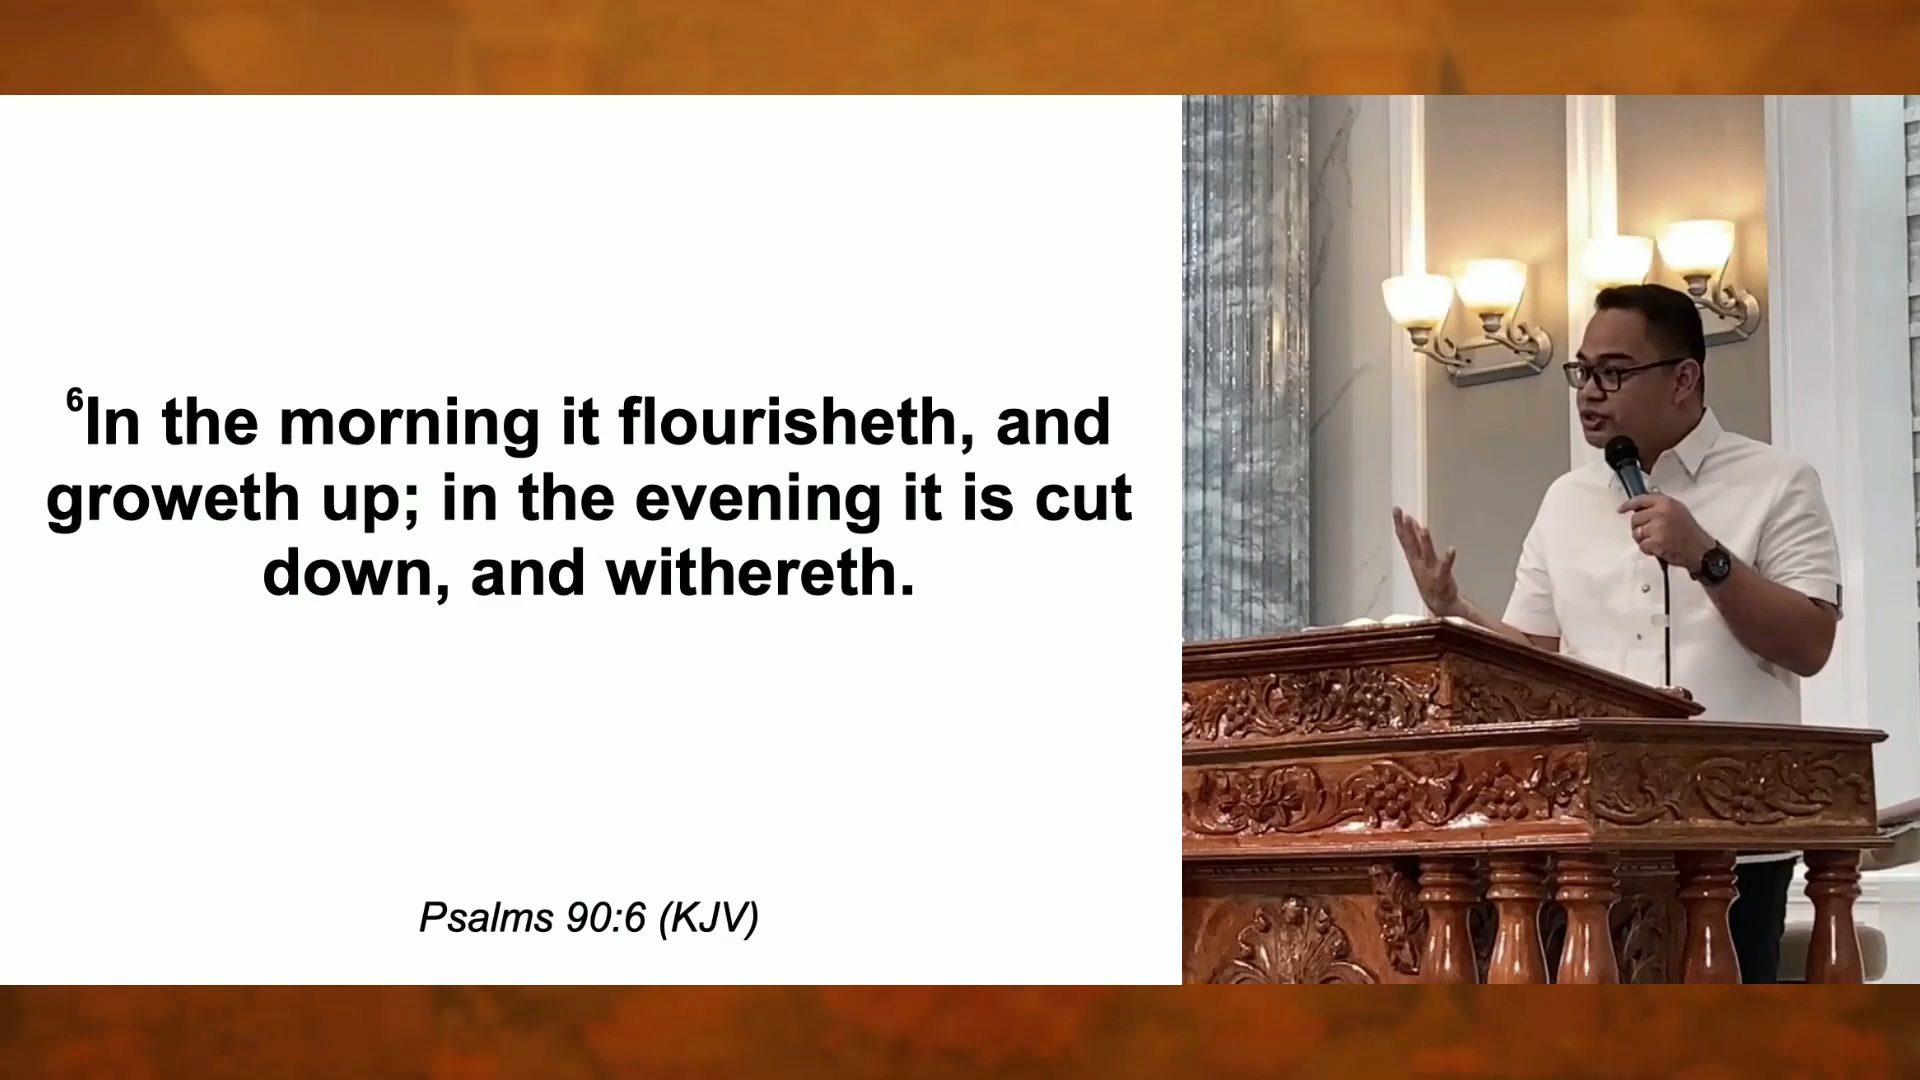 6In the morning it flourisheth, and
groweth up; in the evening it is cut
down, and withereth.
Psalms 90:6 (KJV)